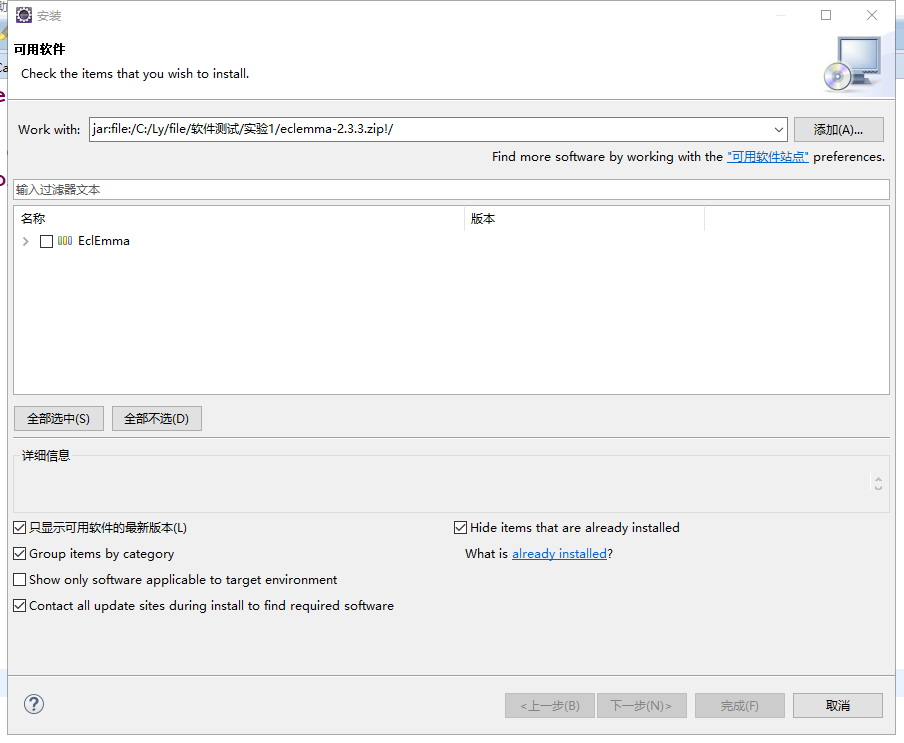 安装
可用软件
Check the items that you wish to install.
Work with: jar:file:/C:/Ly/file/软件测试/实验1/eclemma-2.3.3.zip!/ 添加(A)...
Find more software by working with the "可用软件站点" preferences.
输入过滤器文本
名称 版本
EclEmma
全部选中(S) 全部不选(D)
详细信息
只显示可用软件的最新版本(L) Hide items that are already installed
Group items by category What is already installed?
Show only software applicable to target environment
Contact all update sites during install to find required software
? <上一步(B) 下一步(N)> 完成(F) 取消